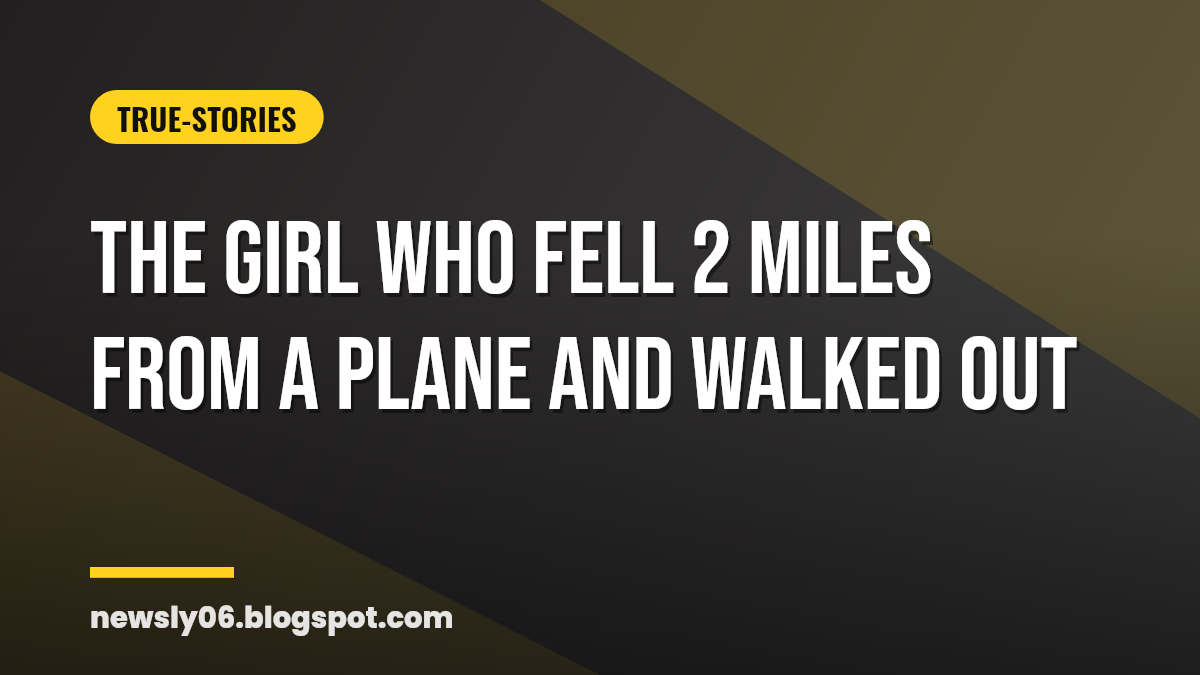 TRUE-STORIES
THE GIRL WHO FELL 2 MILES
FROM A PLANE AND WALKED OUT
newsly06.blogspot.com